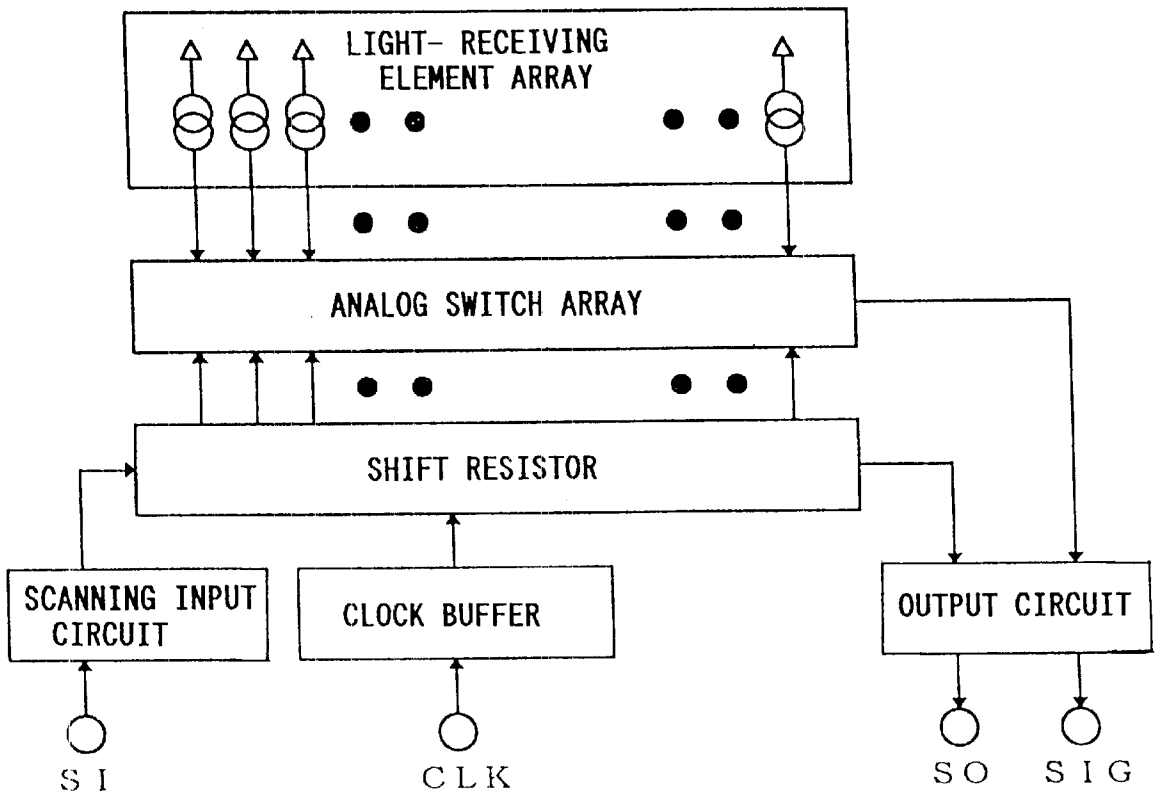 LIGHT- RECEIVING
ELEMENT ARRAY
ANALOG SWITCH ARRAY
SHIFT RESISTOR
SCANNING INPUT
CIRCUIT
CLOCK BUFFER
OUTPUT CIRCUIT
SI
CLK
SO
SIG